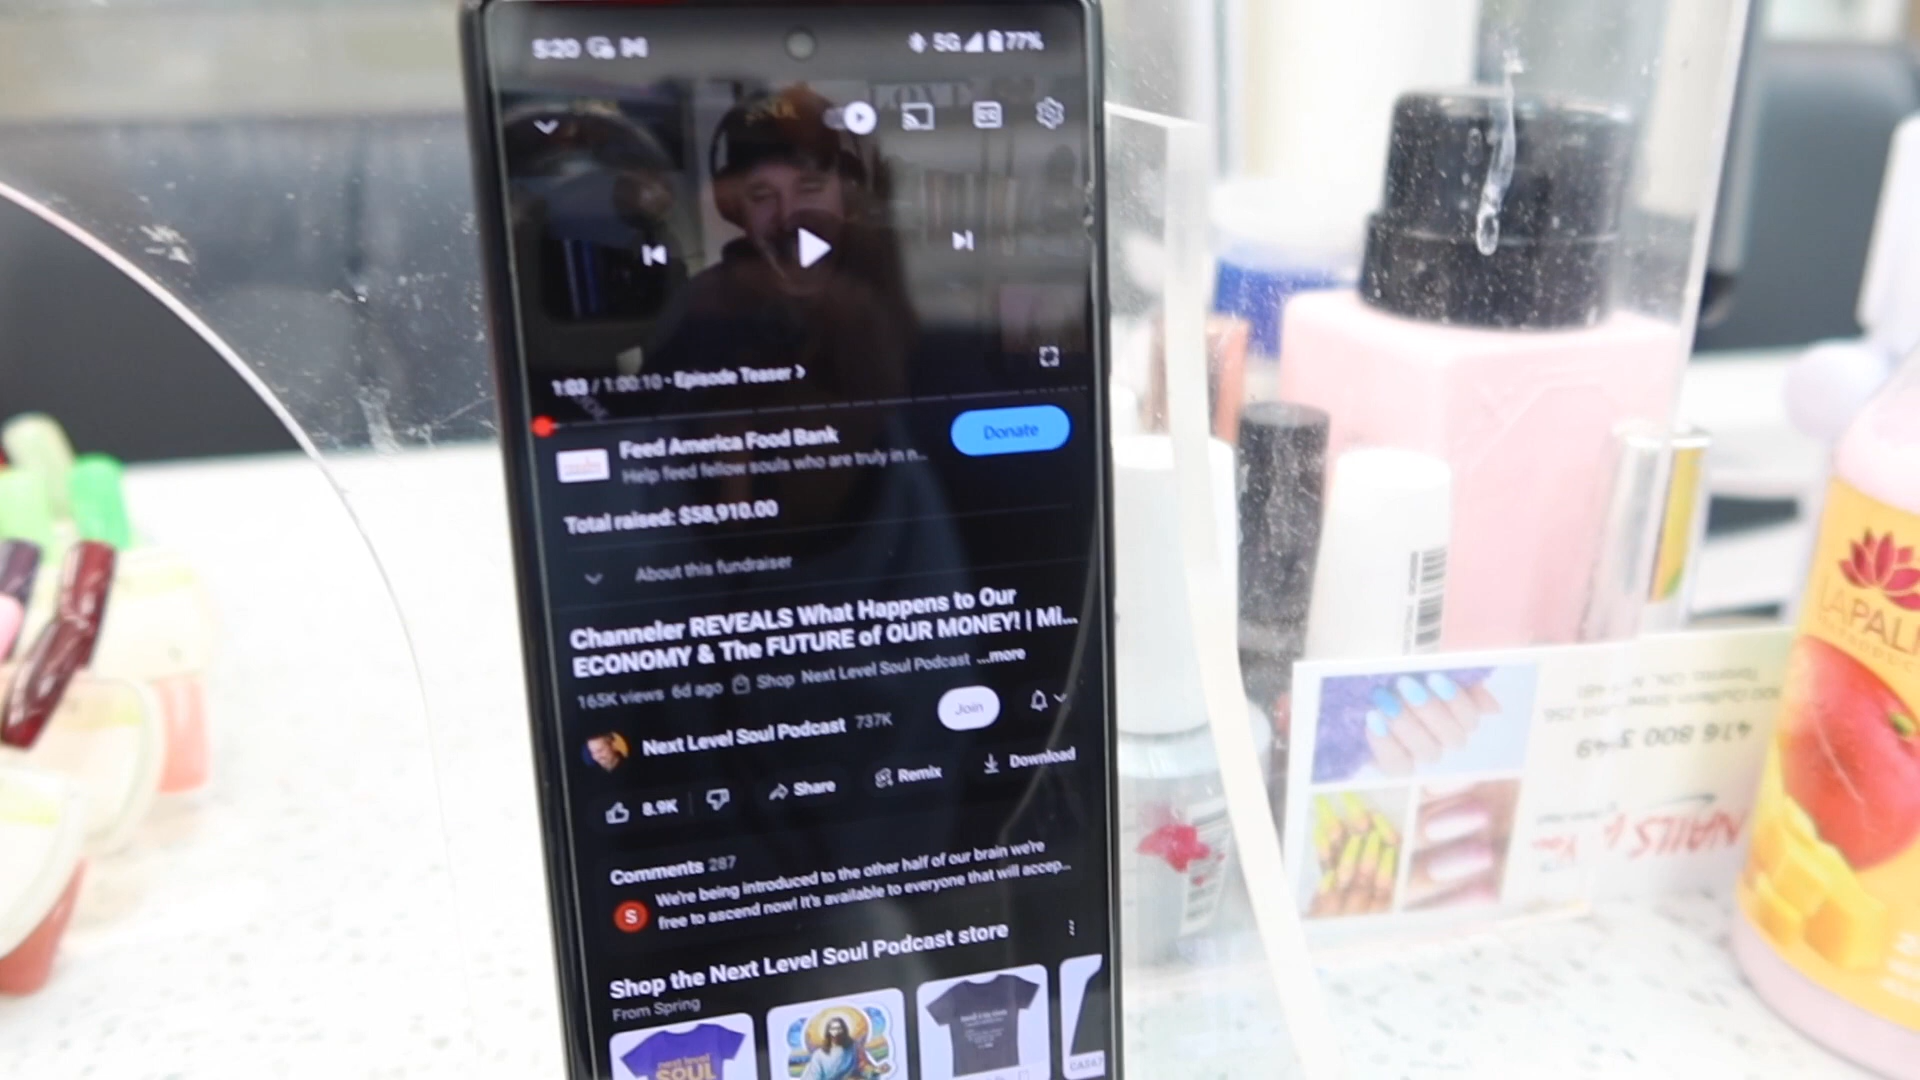 5:20
5G 77%
1:03 / 1:00:10 • Episode Teaser
Feed America Food Bank
Help feed fellow souls who are truly in n...
Donate
Total raised: $58,910.00
About this fundraiser
Channeler REVEALS What Happens to Our
ECONOMY & The FUTURE of OUR MONEY! | Mi...
165K views 6d ago Shop Next Level Soul Podcast ...more
Next Level Soul Podcast 737K
Join
8.9K
Share
Remix
Download
Comments 287
S
We're being introduced to the other half of our brain we're
free to ascend now! It's available to everyone that will accep...
Shop the Next Level Soul Podcast store
From Spring
next level
SOUL
LAPAL
NAILS